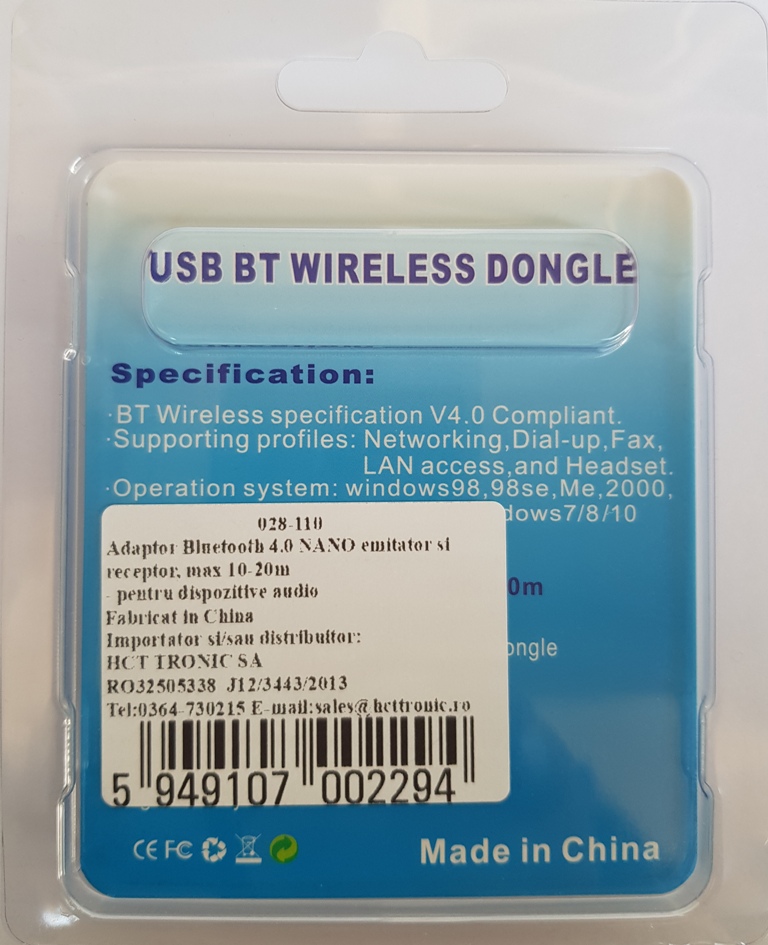 USB BT WIRELESS DONGLE
Specification:
·BT Wireless specification V4.0 Compliant.
·Supporting profiles: Networking,Dial-up,Fax,
LAN access,and Headset.
·Operation system: windows98,98se,Me,2000,
dows7/8/10
0m
ongle
028-110
Adaptor Bluetooth 4.0 NANO emitator si
receptor, max 10-20m
- pentru dispozitive audio
Fabricat in China
Importator si/sau distribuitor:
HCT TRONIC SA
RO32505338 J12/3443/2013
Tel:0364-730215 E-mail:sales@hcttronic.ro
5 949107 002294
CE FC
Made in China